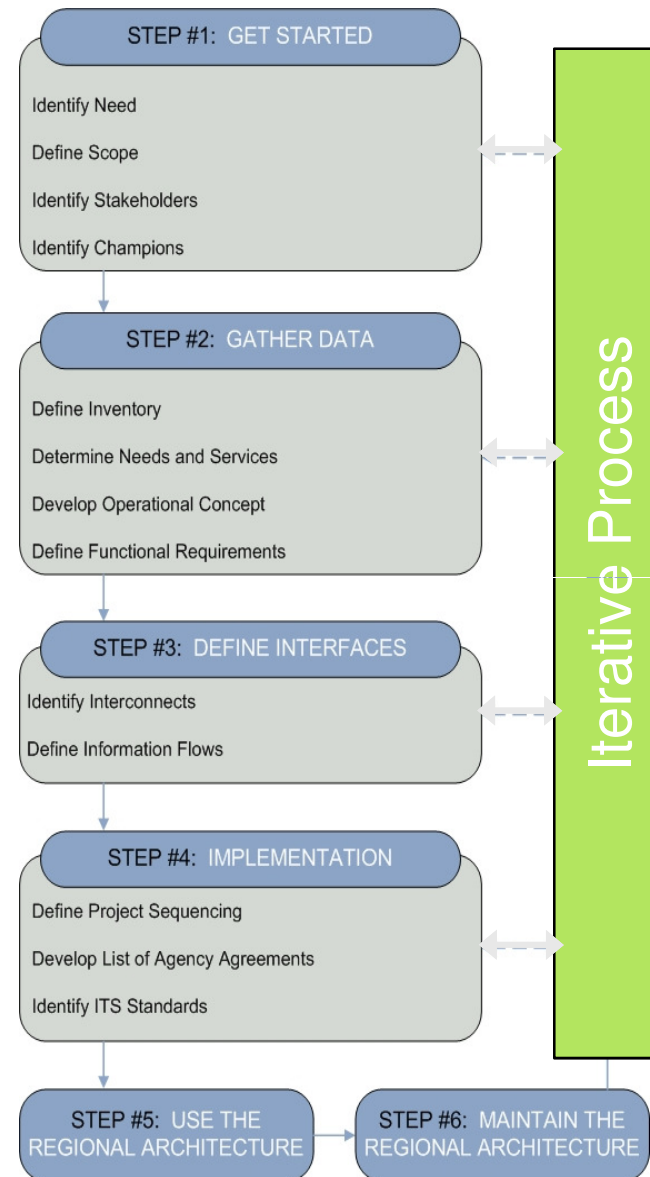 STEP #1: GET STARTED
Identify Need
Define Scope
Identify Stakeholders
Identify Champions
STEP #2: GATHER DATA
Define Inventory
Determine Needs and Services
Develop Operational Concept
Define Functional Requirements
STEP #3: DEFINE INTERFACES
Identify Interconnects
Define Information Flows
STEP #4: IMPLEMENTATION
Define Project Sequencing
Develop List of Agency Agreements
Identify ITS Standards
STEP #5: USE THE
REGIONAL ARCHITECTURE
STEP #6: MAINTAIN THE
REGIONAL ARCHITECTURE
Iterative Process